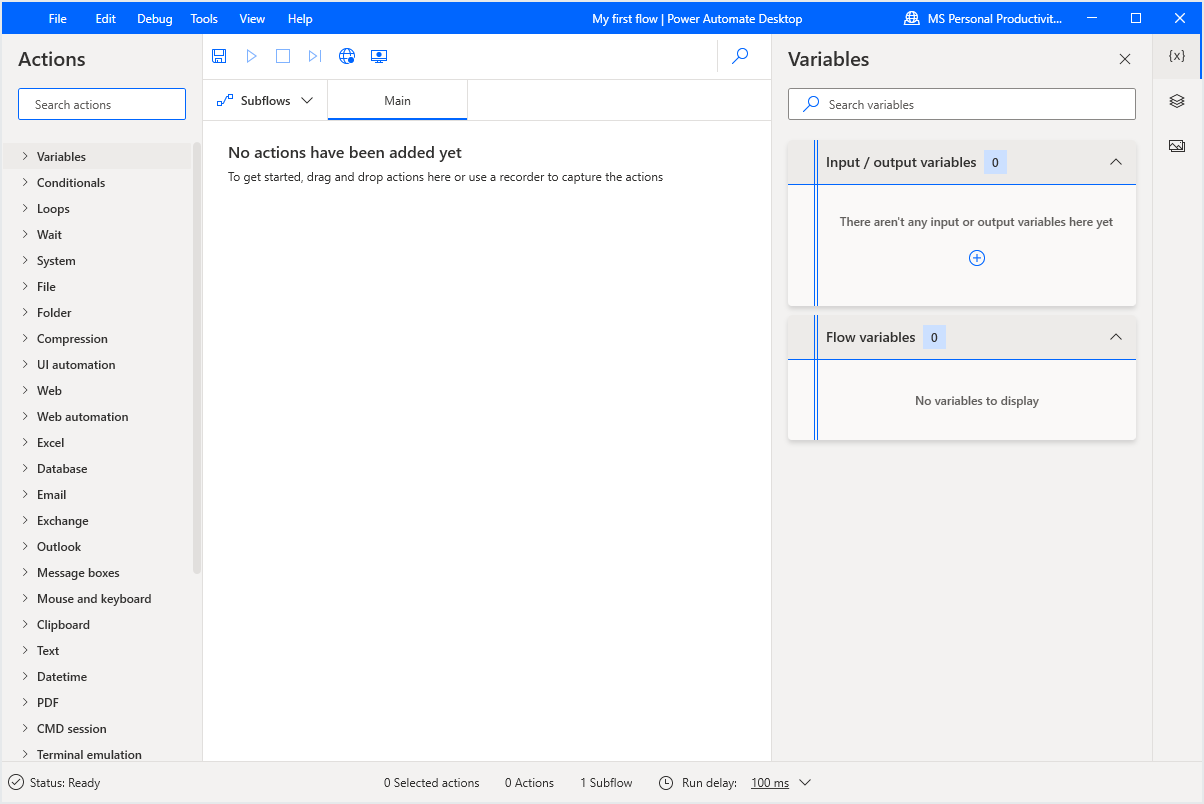 File Edit Debug Tools View Help My first flow | Power Automate Desktop MS Personal Productivit...
Actions
Search actions
Variables
Conditionals
Loops
Wait
System
File
Folder
Compression
UI automation
Web
Web automation
Excel
Database
Email
Exchange
Outlook
Message boxes
Mouse and keyboard
Clipboard
Text
Datetime
PDF
CMD session
Terminal emulation
Subflows Main
No actions have been added yet
To get started, drag and drop actions here or use a recorder to capture the actions
Variables
{x}
Search variables
Input / output variables 0
There aren't any input or output variables here yet
Flow variables 0
No variables to display
Status: Ready 0 Selected actions 0 Actions 1 Subflow Run delay: 100 ms